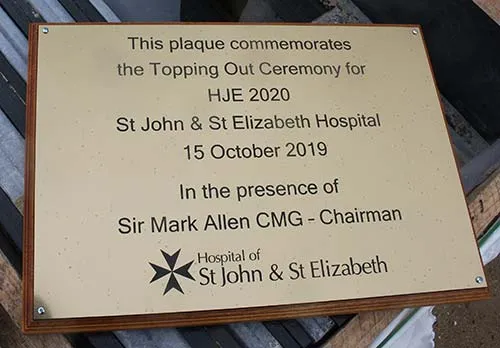 This plaque commemorates
the Topping Out Ceremony for
HJE 2020
St John & St Elizabeth Hospital
15 October 2019
In the presence of
Sir Mark Allen CMG - Chairman
Hospital of
St John & St Elizabeth